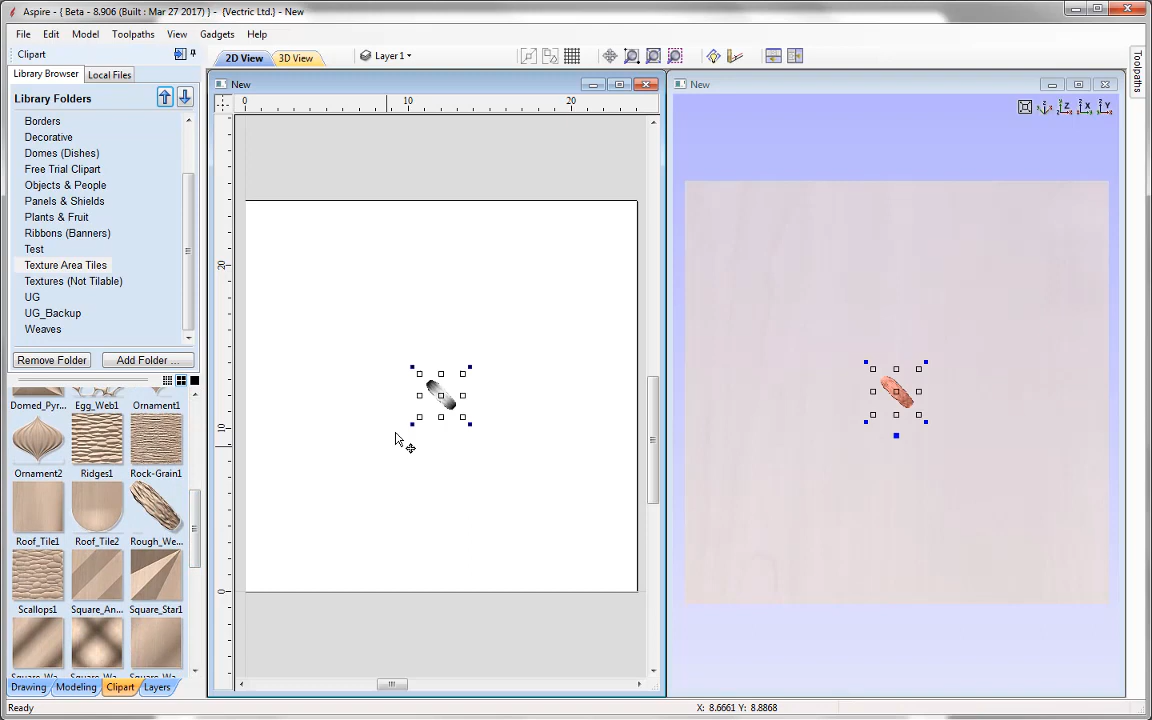 Aspire - { Beta - 8.906 (Built : Mar 27 2017) } - {Vectric Ltd.} - New
File Edit Model Toolpaths View Gadgets Help
Clipart
2D View 3D View Layer1
Library Browser Local Files
New
New
Toolpaths
Library Folders
0 10 20
Borders
Decorative
Domes (Dishes)
Free Trial Clipart
Objects & People
Panels & Shields
Plants & Fruit
Ribbons (Banners)
Test
Texture Area Tiles
Textures (Not Tilable)
UG
UG_Backup
Weaves
20
10
0
Remove Folder Add Folder ...
Domed_Pyr... Egg_Web1 Ornament1
Ornament2 Ridges1 Rock-Grain1
Roof_Tile1 Roof_Tile2 Rough_We...
Scallops1 Square_An... Square_Star1
Square_Wa... Square_Wa... Square_Wa...
Drawing Modeling Clipart Layers
Ready
X: 8.6661 Y: 8.8868